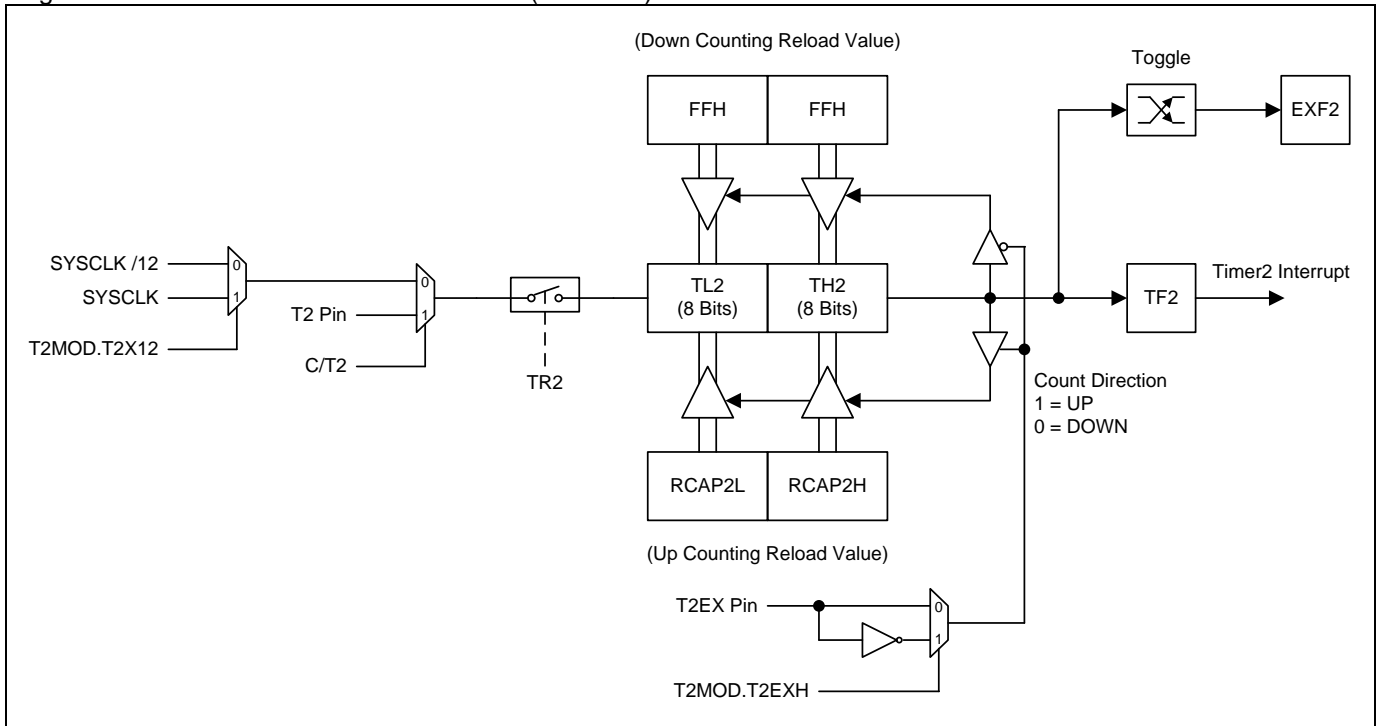 (Down Counting Reload Value)
Toggle
FFH
FFH
EXF2
SYSCLK /12
0
SYSCLK
1
T2MOD.T2X12
0
T2 Pin
1
C/T2
TR2
TL2
(8 Bits)
TH2
(8 Bits)
TF2
Timer2 Interrupt
Count Direction
1 = UP
0 = DOWN
RCAP2L
RCAP2H
(Up Counting Reload Value)
T2EX Pin
0
1
T2MOD.T2EXH